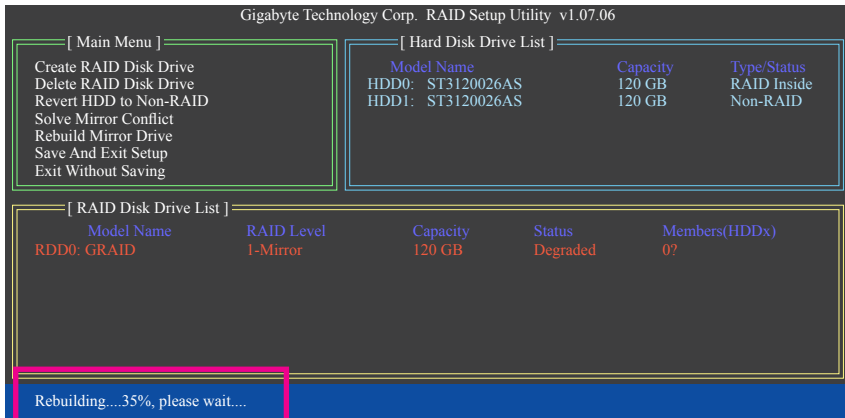 Gigabyte Technology Corp. RAID Setup Utility v1.07.06
[ Main Menu ]
Create RAID Disk Drive
Delete RAID Disk Drive
Revert HDD to Non-RAID
Solve Mirror Conflict
Rebuild Mirror Drive
Save And Exit Setup
Exit Without Saving
[ Hard Disk Drive List ]
Model Name Capacity Type/Status
HDD0: ST3120026AS 120 GB RAID Inside
HDD1: ST3120026AS 120 GB Non-RAID
[ RAID Disk Drive List ]
Model Name RAID Level Capacity Status Members(HDDx)
RDD0: GRAID 1-Mirror 120 GB Degraded 0?
Rebuilding....35%, please wait....